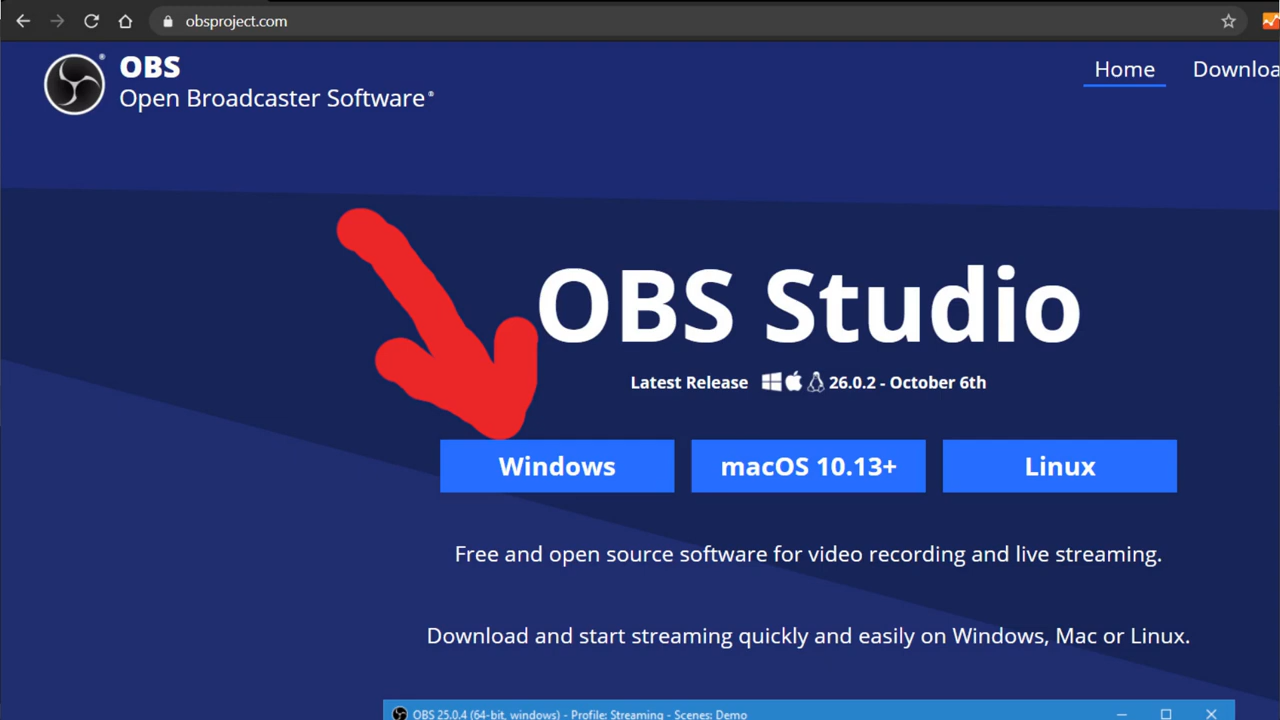 obsproject.com
OBS
Open Broadcaster Software®
Home
Downloa
OBS Studio
Latest Release 26.0.2 - October 6th
Windows
macOS 10.13+
Linux
Free and open source software for video recording and live streaming.
Download and start streaming quickly and easily on Windows, Mac or Linux.
OBS 25.0.4 (64-bit, windows) - Profile: Streaming - Scenes: Demo